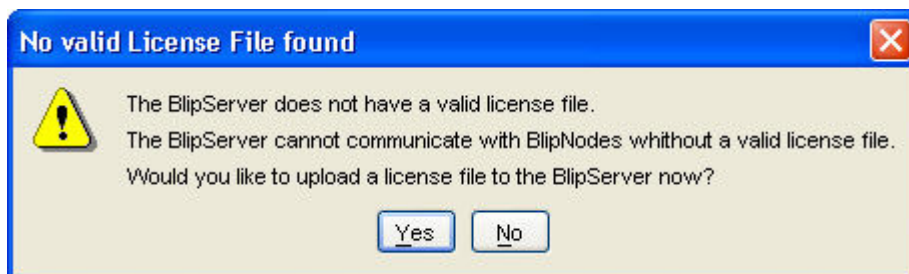 No valid License File found
The BlipServer does not have a valid license file.
The BlipServer cannot communicate with BlipNodes whithout a valid license file.
Would you like to upload a license file to the BlipServer now?
Yes No